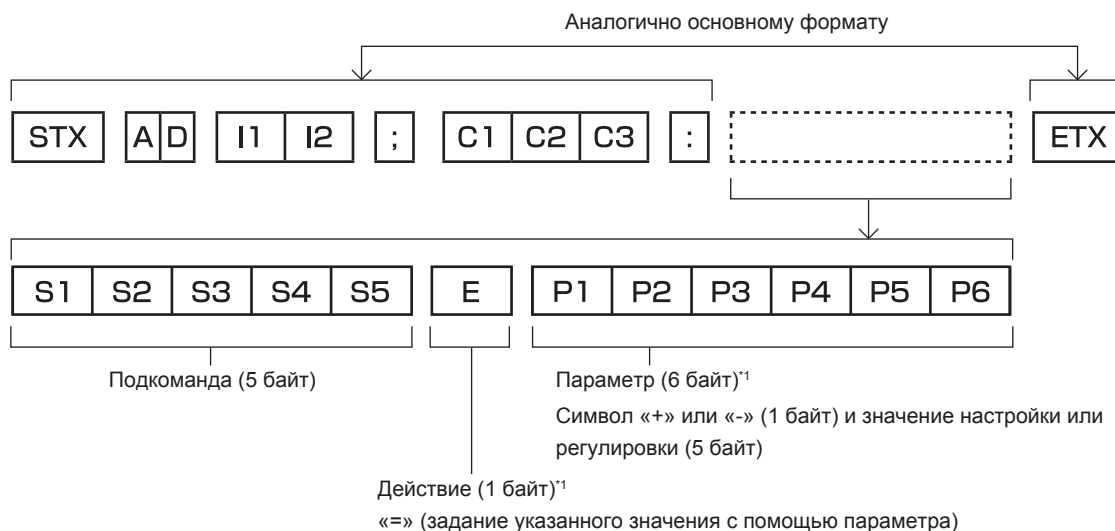 Аналогично основному формату
STX A D I1 I2 ; C1 C2 C3 : ETX
S1 S2 S3 S4 S5 E P1 P2 P3 P4 P5 P6
Подкоманда (5 байт)
Параметр (6 байт)*1
Символ «+» или «-» (1 байт) и значение настройки или
регулировки (5 байт)
Действие (1 байт)*1
«=» (задание указанного значения с помощью параметра)